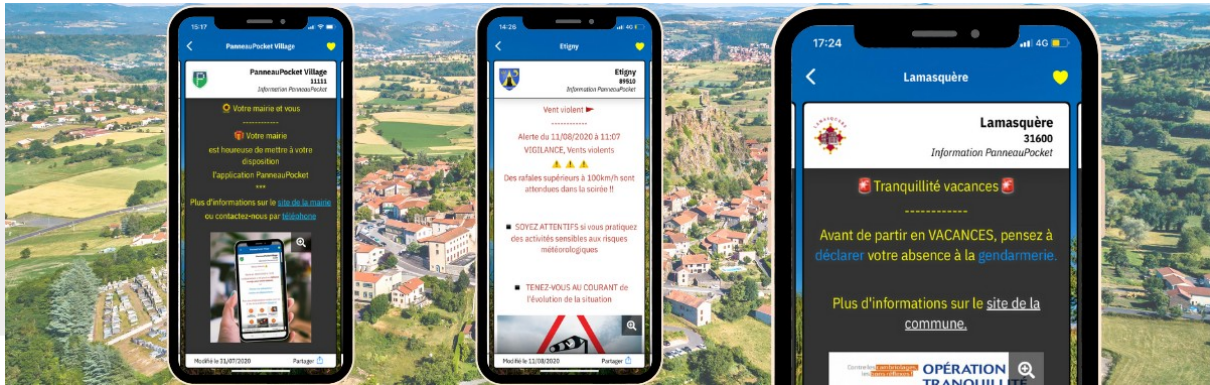 15:17
PanneauPocket Village
PanneauPocket Village
11111
Information PanneauPocket
Votre mairie et vous
------------
Votre mairie
est heureuse de mettre à votre
disposition
l'application PanneauPocket
***
Plus d'informations sur le site de la mairie
ou contactez-nous par téléphone
Modifié le 31/07/2020
Partager
14:26
4G
Etigny
Etigny
89510
Information PanneauPocket
Vent violent
------------
Alerte du 11/08/2020 à 11:07
VIGILANCE, Vents violents
Des rafales supérieurs à 100km/h sont
attendues dans la soirée !!
SOYEZ ATTENTIFS si vous pratiquez
des activités sensibles aux risques
météorologiques
TENEZ-VOUS AU COURANT de
l'évolution de la situation
Modifié le 12/08/2020
Partager
17:24
4G
Lamasquère
LAMASQUERE
Lamasquère
31600
Information PanneauPocket
Tranquillité vacances
------------
Avant de partir en VACANCES, pensez à
déclarer votre absence à la gendarmerie.
Plus d'informations sur le site de la
commune.
cambriolages,
OPÉRATION
TRANQUILLITÉ